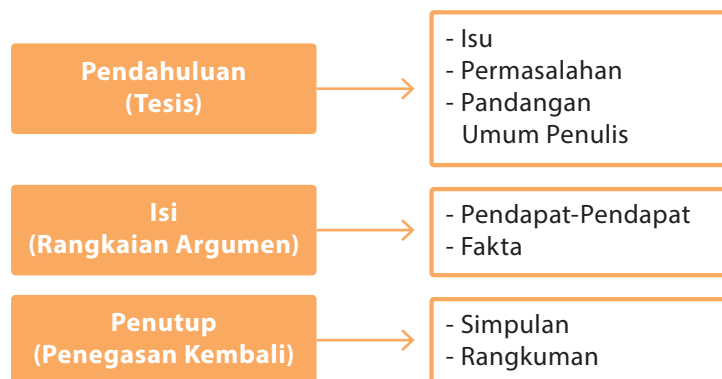 Pendahuluan
(Tesis)
- Isu
- Permasalahan
- Pandangan
Umum Penulis
Isi
(Rangkaian Argumen)
- Pendapat-Pendapat
- Fakta
Penutup
(Penegasan Kembali)
- Simpulan
- Rangkuman